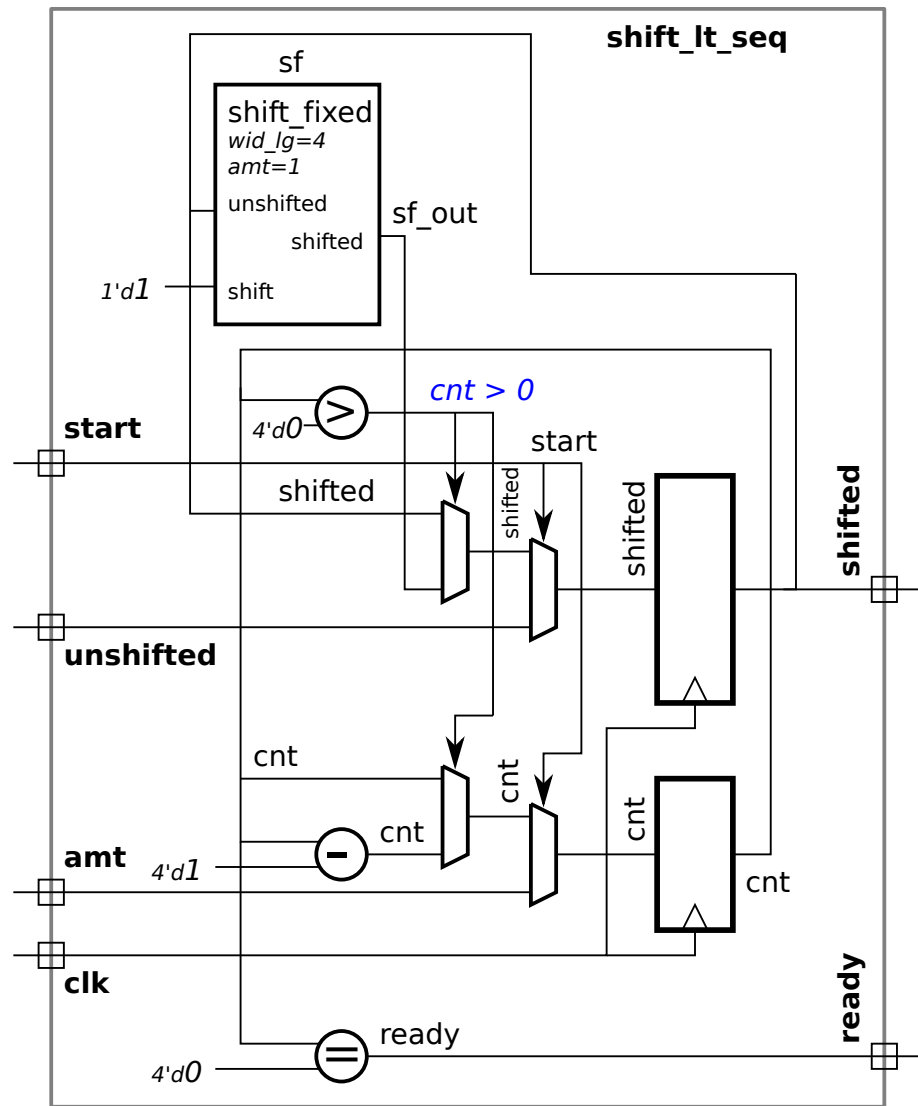 shift_lt_seq
sf
shift_fixed
wid_lg=4
amt=1
unshifted
sf_out
shifted
1'd1
shift
cnt > 0
>
4'd0
start
start
shifted
shifted
shifted
shifted
unshifted
cnt
cnt
cnt
cnt
amt
-
4'd1
cnt
clk
ready
ready
=
4'd0